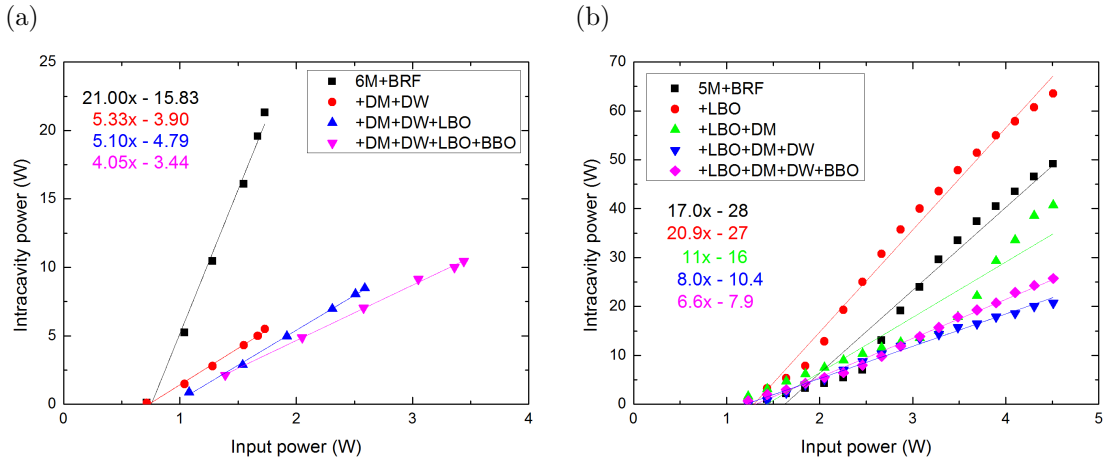 (a)
25
20
15
10
5
0
0
1
2
3
4
Intracavity power (W)
Input power (W)
21.00x - 15.83
5.33x - 3.90
5.10x - 4.79
4.05x - 3.44
6M+BRF
+DM+DW
+DM+DW+LBO
+DM+DW+LBO+BBO
(b)
70
60
50
40
30
20
10
0
0
1
2
3
4
5
Intracavity power (W)
Input power (W)
5M+BRF
+LBO
+LBO+DM
+LBO+DM+DW
+LBO+DM+DW+BBO
17.0x - 28
20.9x - 27
11x - 16
8.0x - 10.4
6.6x - 7.9